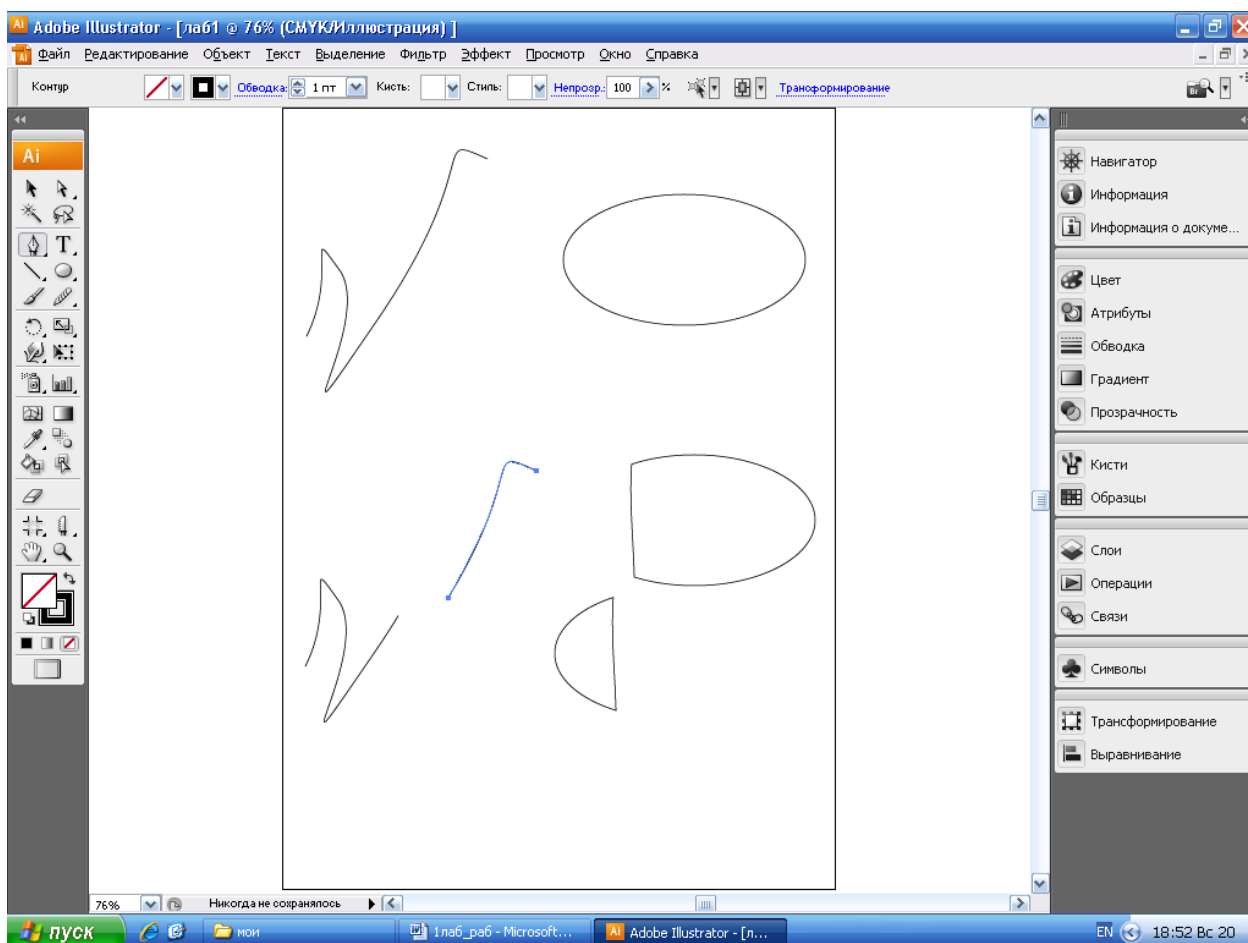 Adobe Illustrator - [лаб1 @ 76% (CMYK/Иллюстрация) ]
Файл Редактирование Объект Текст Выделение Фильтр Эффект Просмотр Окно Справка
Контур Обводка: 1 пт Кисть: Стиль: Непрозр.: 100 % Трансформирование
Ai
T
Навигатор
Информация
Информация о докуме...
Цвет
Атрибуты
Обводка
Градиент
Прозрачность
Кисти
Образцы
Слои
Операции
Связи
Символы
Трансформирование
Выравнивание
76% Никогда не сохранялось
пуск мои 1лаб_раб - Microsoft... Adobe Illustrator - [л... EN 18:52 Вс 20